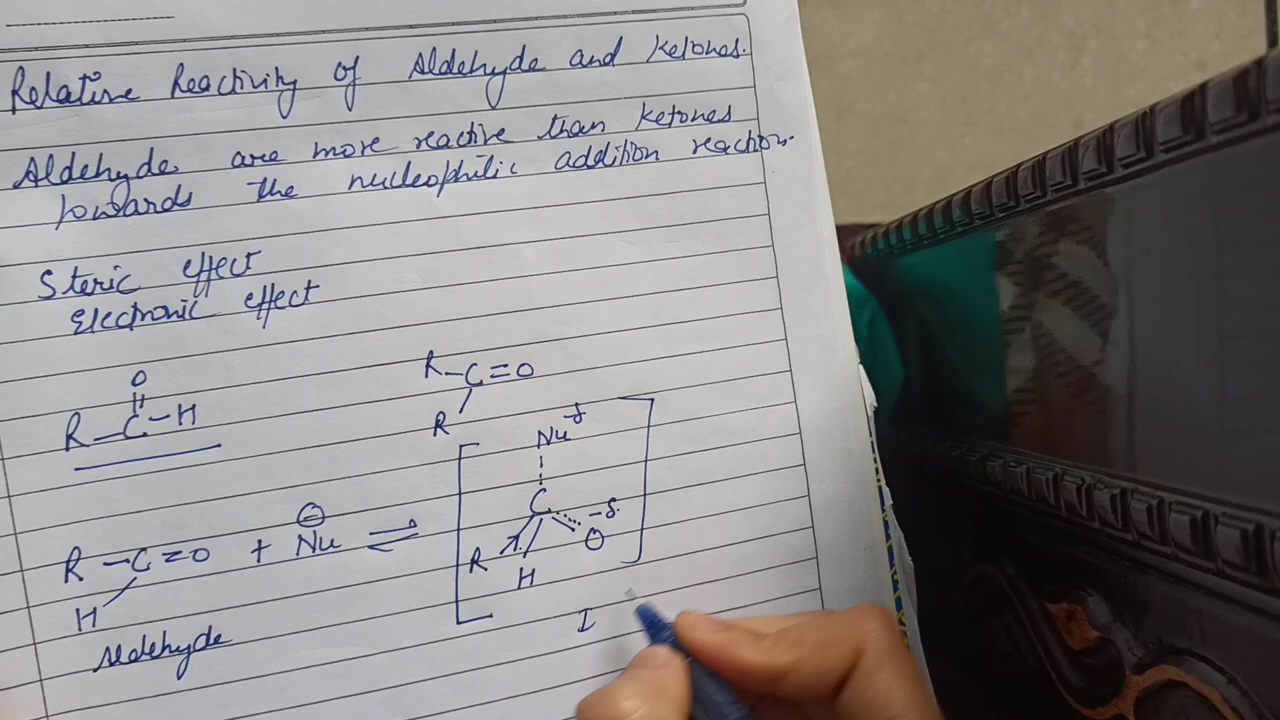 Relative Reactivity of Aldehyde and Ketones.
Aldehyde are more reactive than ketones
towards the nucleophilic addition reaction.
Steric effect
Electronic effect
O
R-C-H
R-C=O
R
Nu
C
R-C=O + Nu ⇌
⊖
-δ
O
R
H
H
I
Aldehyde